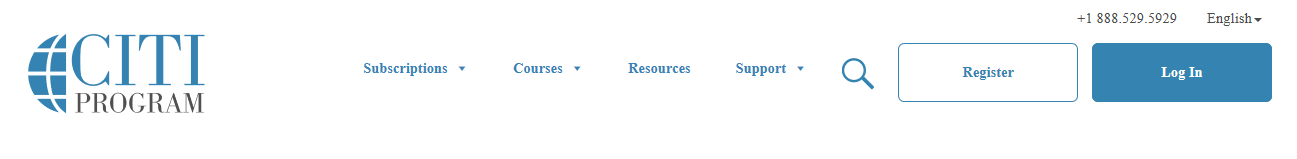 +1 888.529.5929 English
CITI
PROGRAM
Subscriptions Courses Resources Support Register Log In